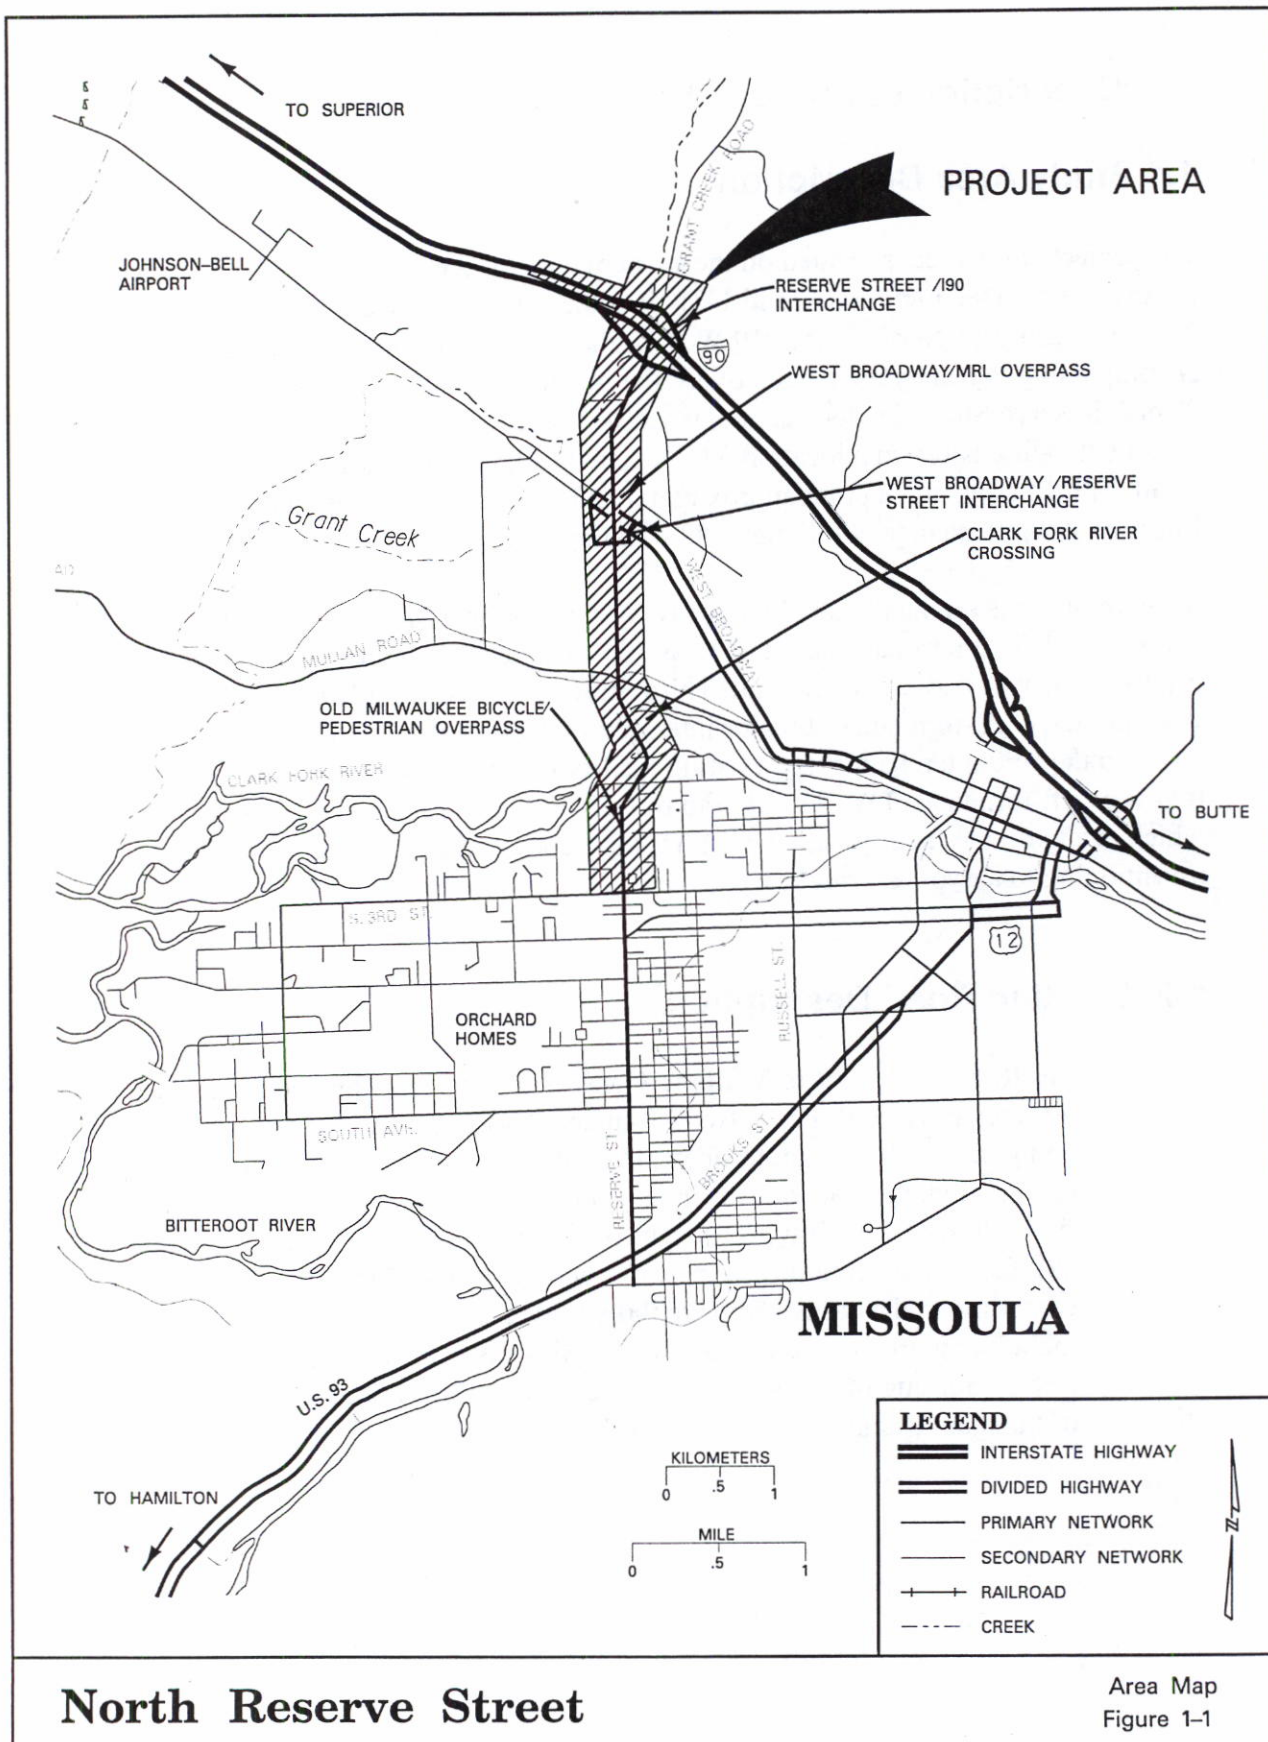 TO SUPERIOR
GRANT CREEK ROAD
PROJECT AREA
JOHNSON–BELL
AIRPORT
RESERVE STREET /I90
INTERCHANGE
90
WEST BROADWAY/MRL OVERPASS
WEST BROADWAY /RESERVE
STREET INTERCHANGE
Grant Creek
CLARK FORK RIVER
CROSSING
WEST BROADWAY
MULLAN ROAD
OLD MILWAUKEE BICYCLE/
PEDESTRIAN OVERPASS
CLARK FORK RIVER
TO BUTTE
S. 3RD ST.
12
RUSSELL ST.
ORCHARD
HOMES
SOUTH AVE.
RESERVE ST.
BROOKS ST.
BITTEROOT RIVER
MISSOULA
U.S. 93
TO HAMILTON
KILOMETERS
0 .5 1
MILE
0 .5 1
LEGEND
INTERSTATE HIGHWAY
DIVIDED HIGHWAY
PRIMARY NETWORK
SECONDARY NETWORK
RAILROAD
CREEK
N
North Reserve Street
Area Map
Figure 1–1